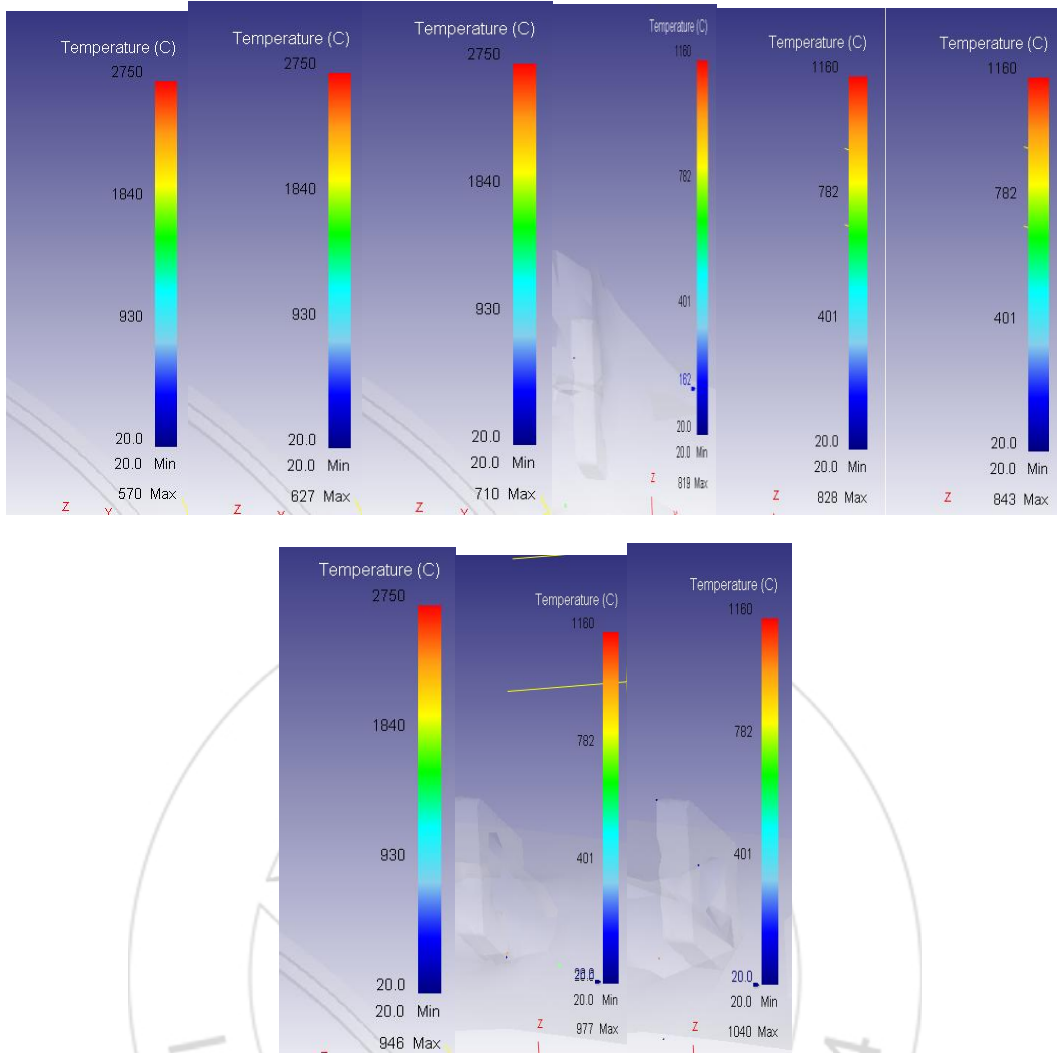 Temperature (C)
2750
1840
930
20.0
20.0 Min
570 Max
Z Y
Temperature (C)
2750
1840
930
20.0
20.0 Min
627 Max
Z
Temperature (C)
2750
1840
930
20.0
20.0 Min
710 Max
Z
Temperature (C)
1160
782
401
162
20.0
20.0 Min
819 Max
Z
Temperature (C)
1160
782
401
20.0
20.0 Min
828 Max
Z
Temperature (C)
1160
782
401
20.0
20.0 Min
843 Max
Z
Temperature (C)
2750
1840
930
20.0
20.0 Min
946 Max
Temperature (C)
1160
782
401
20.0
20.0 Min
977 Max
Z
Temperature (C)
1160
782
401
20.0
20.0 Min
1040 Max
Z